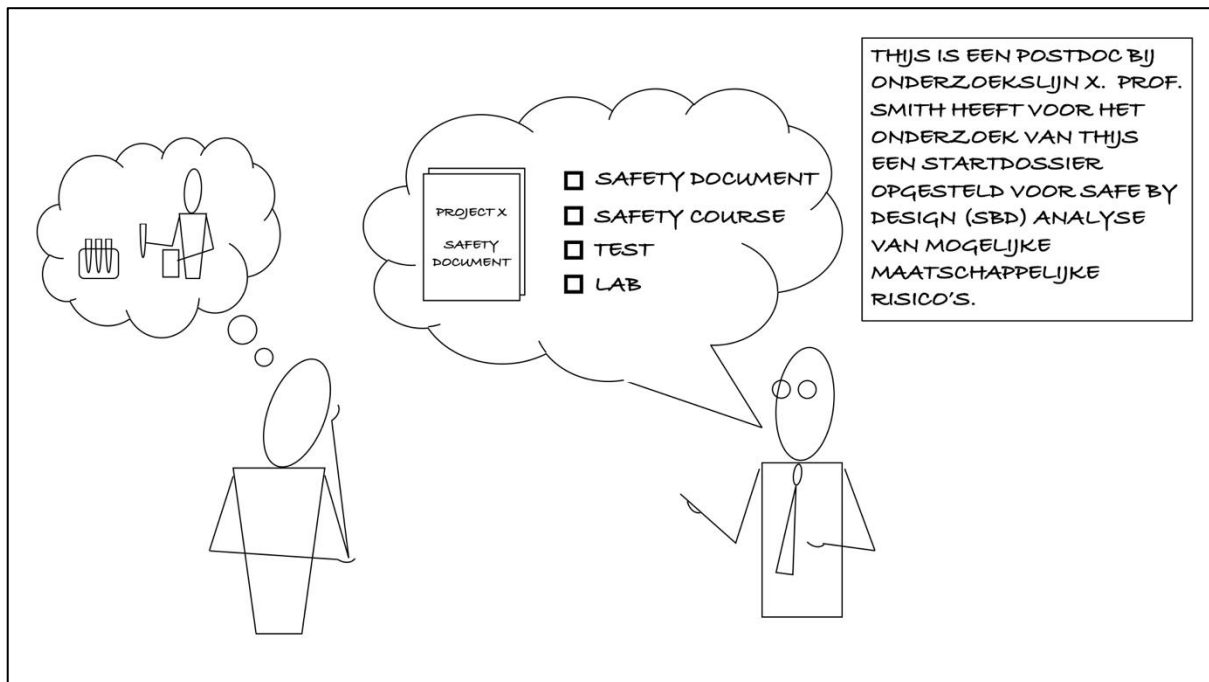 PROJECT X
SAFETY
DOCUMENT
SAFETY DOCUMENT
SAFETY COURSE
TEST
LAB
THIJS IS EEN POSTDOC BIJ
ONDERZOEKSLIJN X. PROF.
SMITH HEEFT VOOR HET
ONDERZOEK VAN THIJS
EEN STARTDOSSIER
OPGESTELD VOOR SAFE BY
DESIGN (SBD) ANALYSE
VAN MOGELIJKE
MAATSCHAPPELIJKE
RISICO'S.